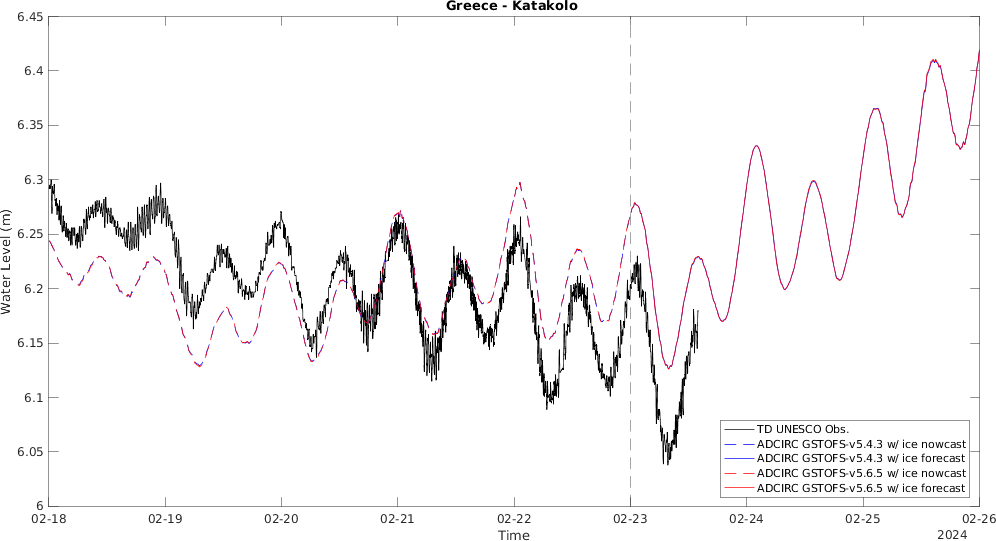 Greece - Katakolo
6.45
6.4
6.35
6.3
6.25
6.2
6.15
6.1
6.05
6
Water Level (m)
TD UNESCO Obs.
ADCIRC GSTOFS-v5.4.3 w/ ice nowcast
ADCIRC GSTOFS-v5.4.3 w/ ice forecast
ADCIRC GSTOFS-v5.6.5 w/ ice nowcast
ADCIRC GSTOFS-v5.6.5 w/ ice forecast
02-18 02-19 02-20 02-21 02-22 02-23 02-24 02-25 02-26
Time
2024